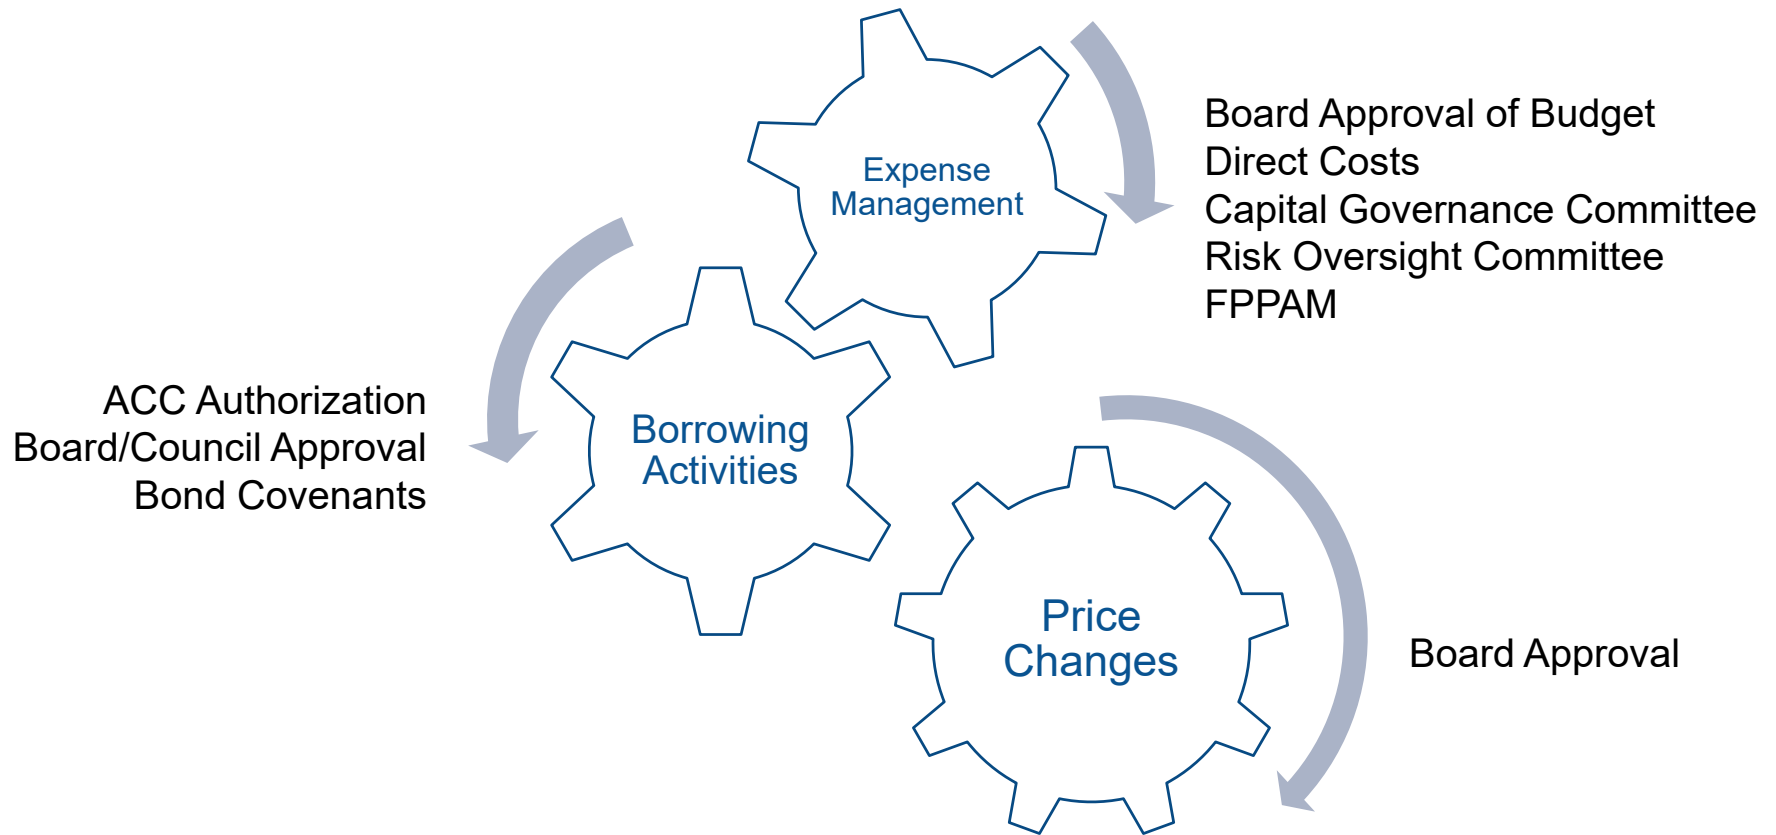 Expense
Management
Board Approval of Budget
Direct Costs
Capital Governance Committee
Risk Oversight Committee
FPPAM
ACC Authorization
Board/Council Approval
Bond Covenants
Borrowing
Activities
Price
Changes
Board Approval